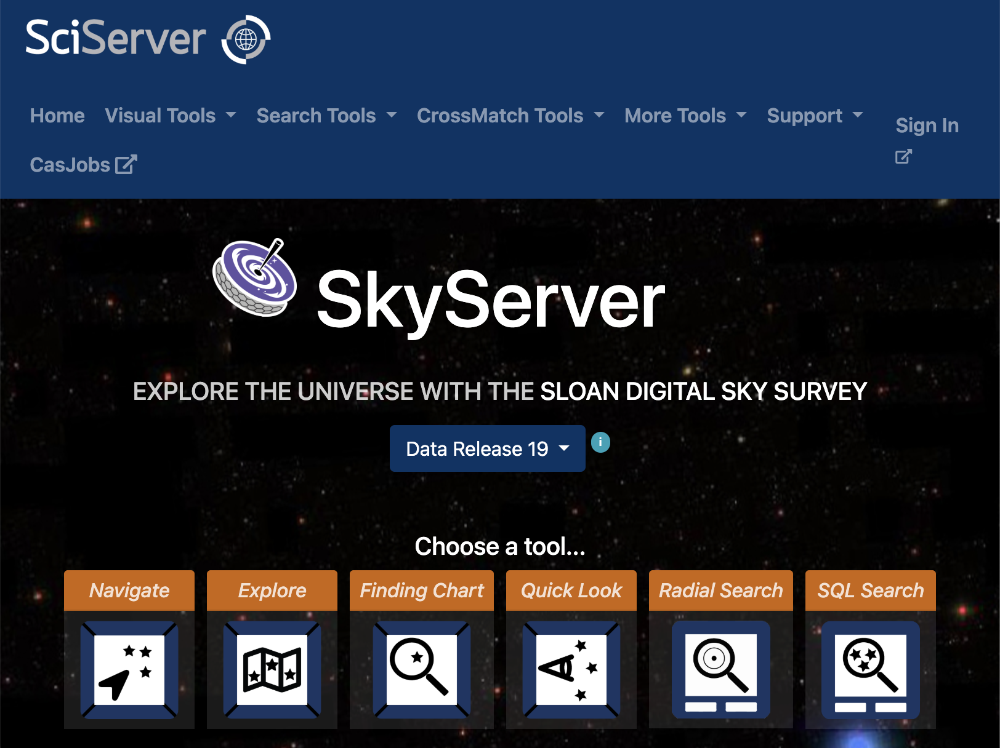 SciServer
Home Visual Tools Search Tools CrossMatch Tools More Tools Support Sign In
CasJobs
SkyServer
EXPLORE THE UNIVERSE WITH THE SLOAN DIGITAL SKY SURVEY
Data Release 19 i
Choose a tool...
Navigate Explore Finding Chart Quick Look Radial Search SQL Search